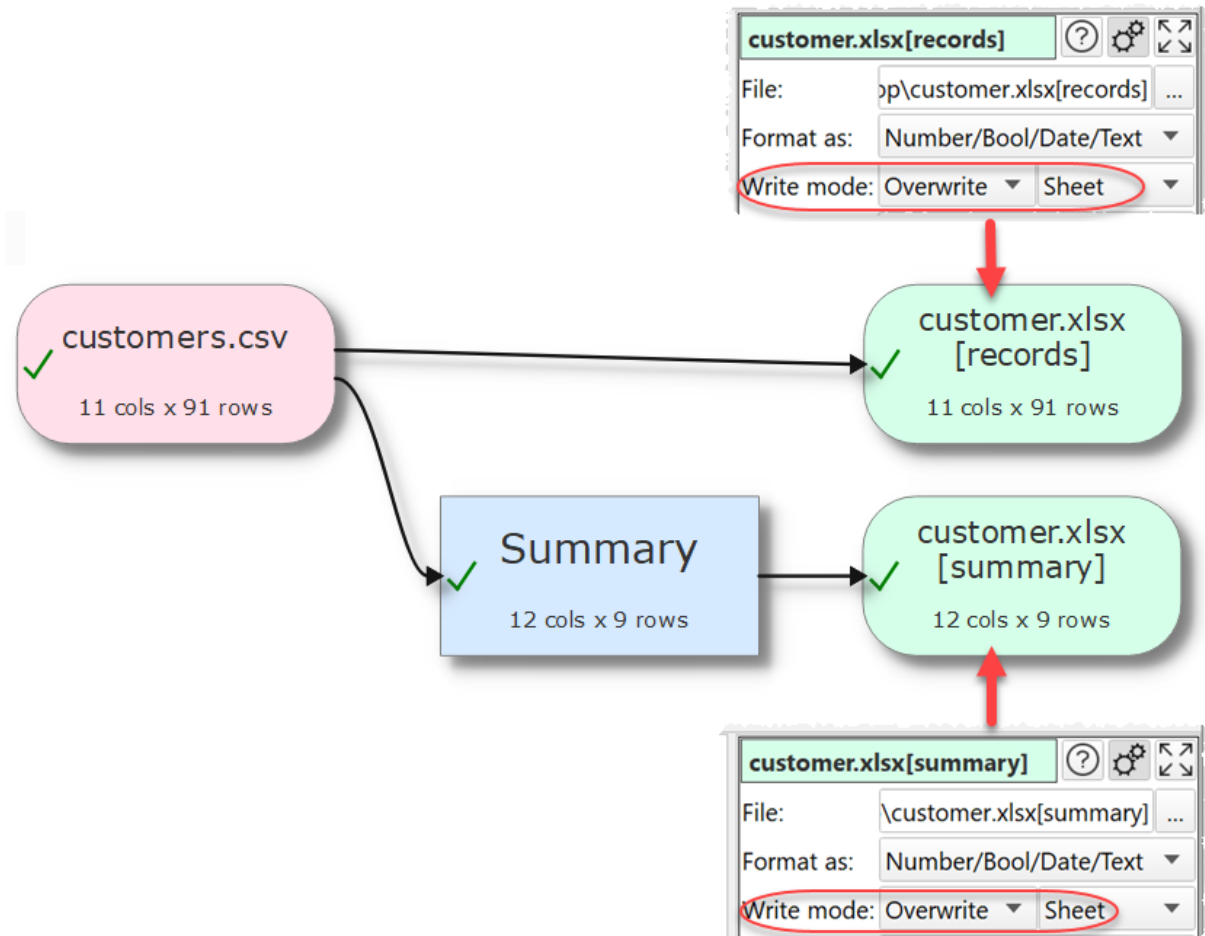 customer.xlsx[records]
File: op\customer.xlsx[records] ...
Format as: Number/Bool/Date/Text
Write mode: Overwrite Sheet
customers.csv
11 cols x 91 rows
customer.xlsx
[records]
11 cols x 91 rows
Summary
12 cols x 9 rows
customer.xlsx
[summary]
12 cols x 9 rows
customer.xlsx[summary]
File: \customer.xlsx[summary] ...
Format as: Number/Bool/Date/Text
Write mode: Overwrite Sheet